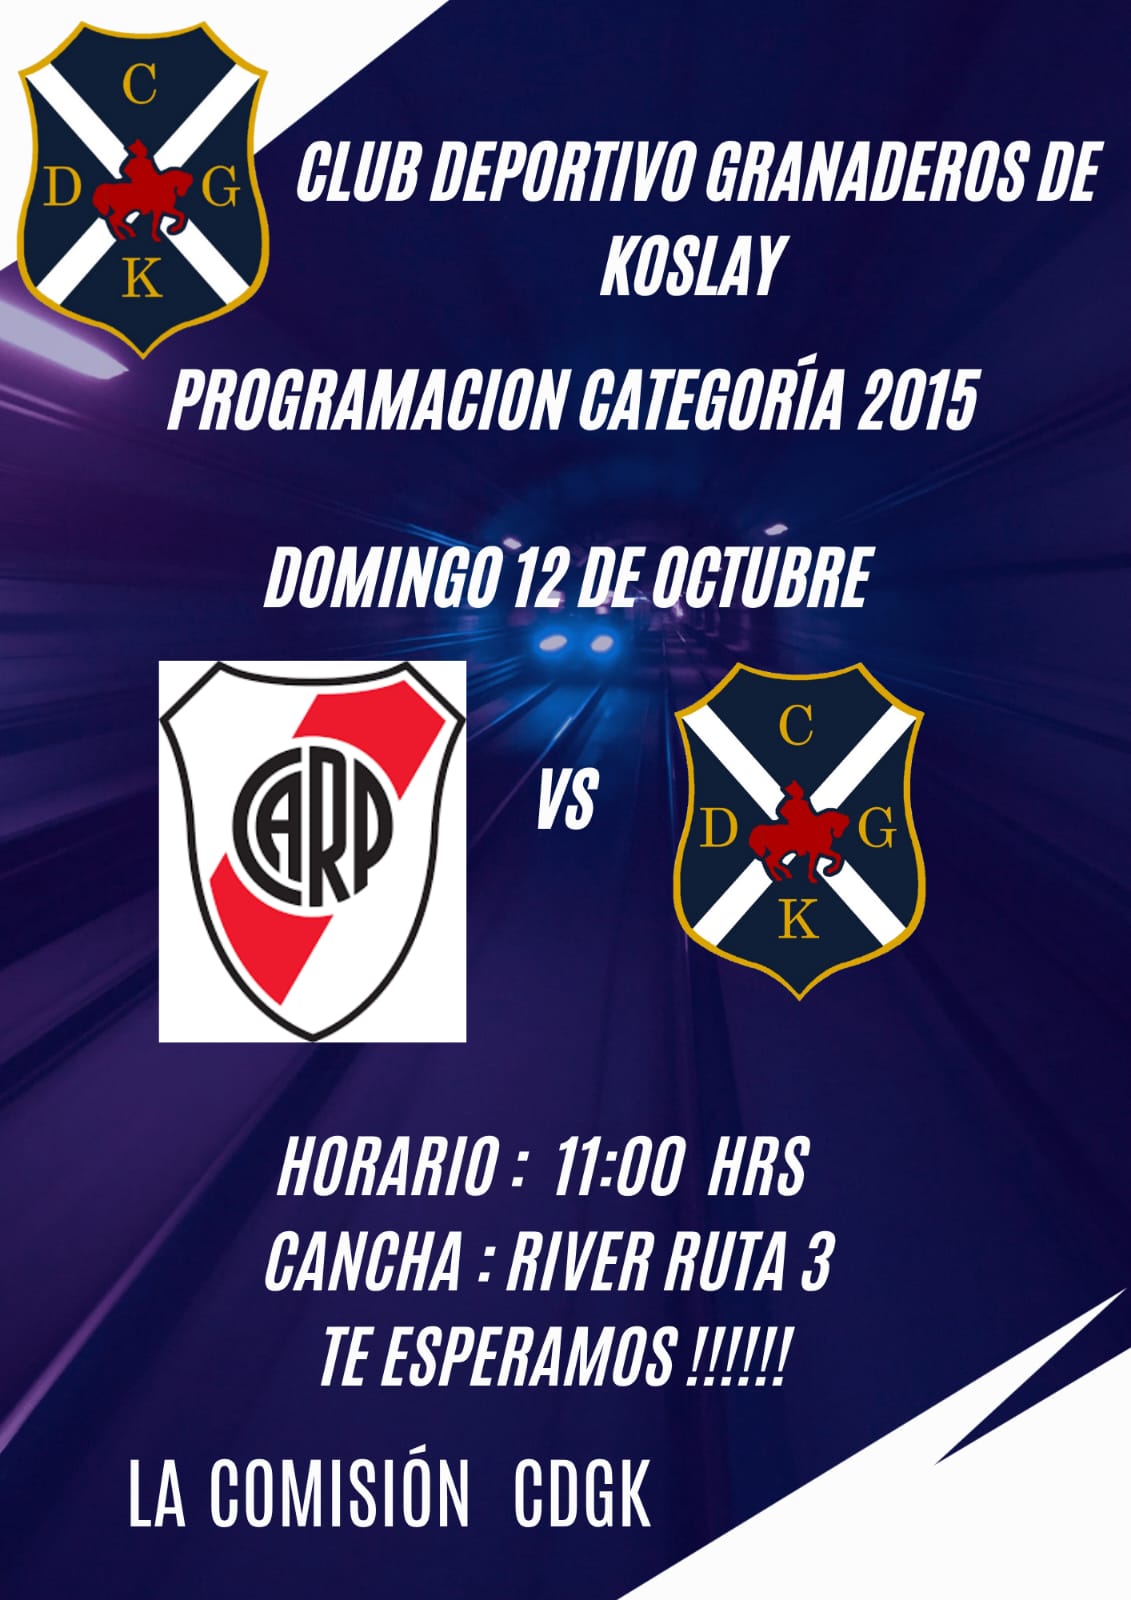 C
D G
K
CLUB DEPORTIVO GRANADEROS DE
KOSLAY
PROGRAMACION CATEGORÍA 2015
DOMINGO 12 DE OCTUBRE
CARP
VS
C
D G
K
HORARIO : 11:00 HRS
CANCHA : RIVER RUTA 3
TE ESPERAMOS !!!!!!
LA COMISIÓN CDGK